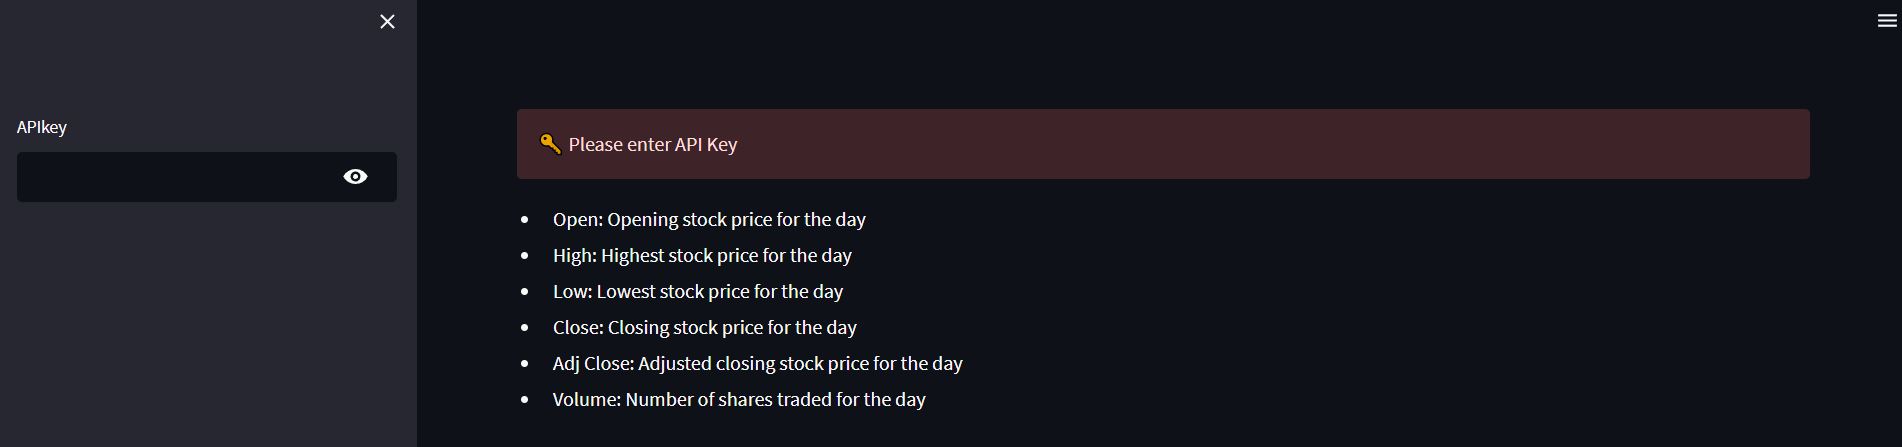 APIkey
Please enter API Key
Open: Opening stock price for the day
High: Highest stock price for the day
Low: Lowest stock price for the day
Close: Closing stock price for the day
Adj Close: Adjusted closing stock price for the day
Volume: Number of shares traded for the day